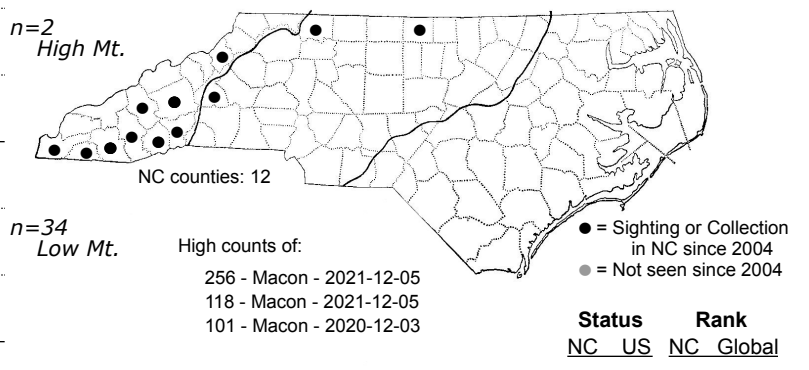 n=2
High Mt.
NC counties: 12
n=34
Low Mt.
High counts of:
256 - Macon - 2021-12-05
118 - Macon - 2021-12-05
101 - Macon - 2020-12-03
● = Sighting or Collection
in NC since 2004
● = Not seen since 2004
Status Rank
NC US NC Global